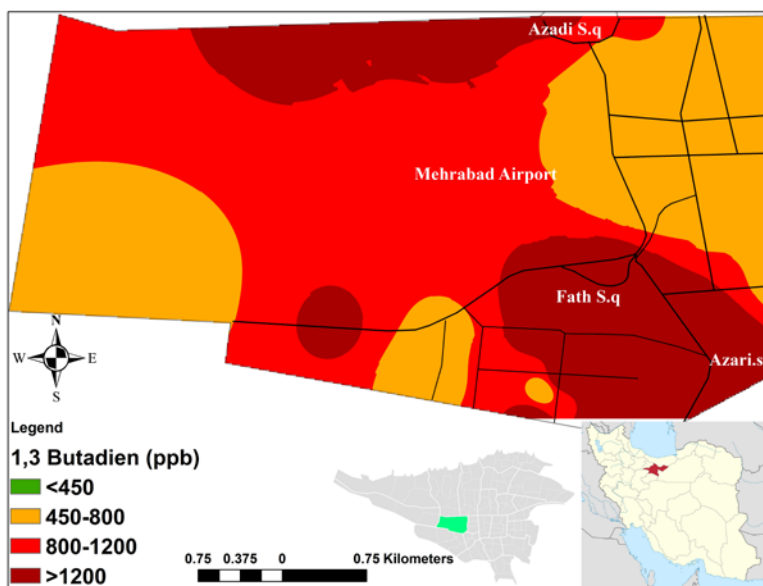 Azadi S.q
Mehrabad Airport
Fath S.q
Azari.s
N
W E
S
Legend
1,3 Butadien (ppb)
<450
450-800
800-1200
>1200
0.75 0.375 0 0.75 Kilometers